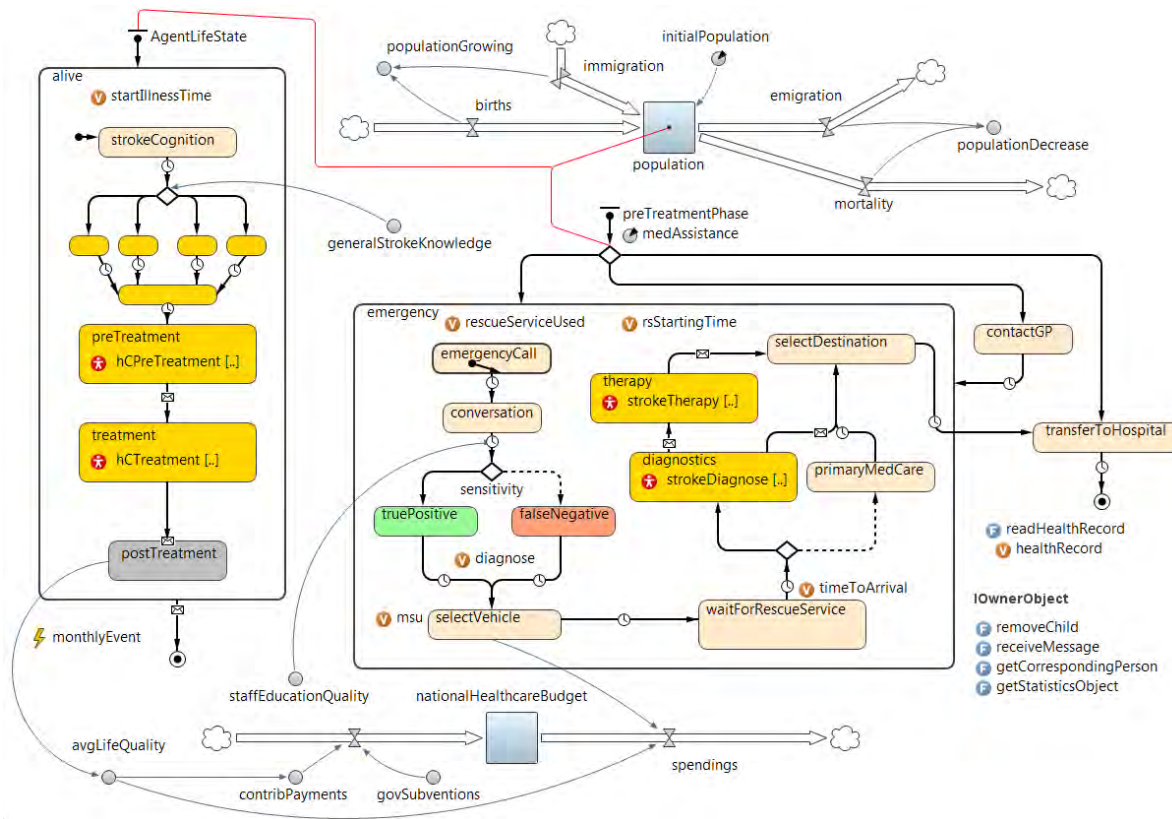 AgentLifeState
alive
startIllnessTime
strokeCognition
generalStrokeKnowledge
preTreatment
hCPreTreatment [..]
treatment
hCTreatment [..]
postTreatment
monthlyEvent
populationGrowing
immigration
initialPopulation
births
emigration
population
populationDecrease
mortality
preTreatmentPhase
medAssistance
emergency
rescueServiceUsed
rsStartingTime
emergencyCall
selectDestination
contactGP
therapy
strokeTherapy [..]
conversation
transferToHospital
diagnostics
strokeDiagnose [..]
primaryMedCare
sensitivity
truePositive
falseNegative
diagnose
timeToArrival
msu
selectVehicle
waitForRescueService
readHealthRecord
healthRecord
IOwnerObject
removeChild
receiveMessage
getCorrespondingPerson
getStatisticsObject
staffEducationQuality
nationalHealthcareBudget
avgLifeQuality
contribPayments
govSubventions
spendings